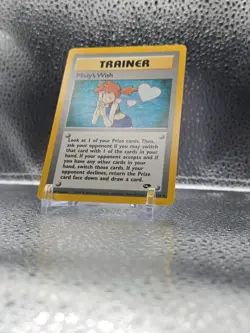 TRAINER
Misty's Wish
Look at 1 of your Prize cards. Then,
ask your opponent if you may switch
that card with 1 of the cards in your
hand. If your opponent accepts and if
you have any other cards in your
hand, switch those cards. If your
opponent declines, return the Prize
card face down and draw a card.